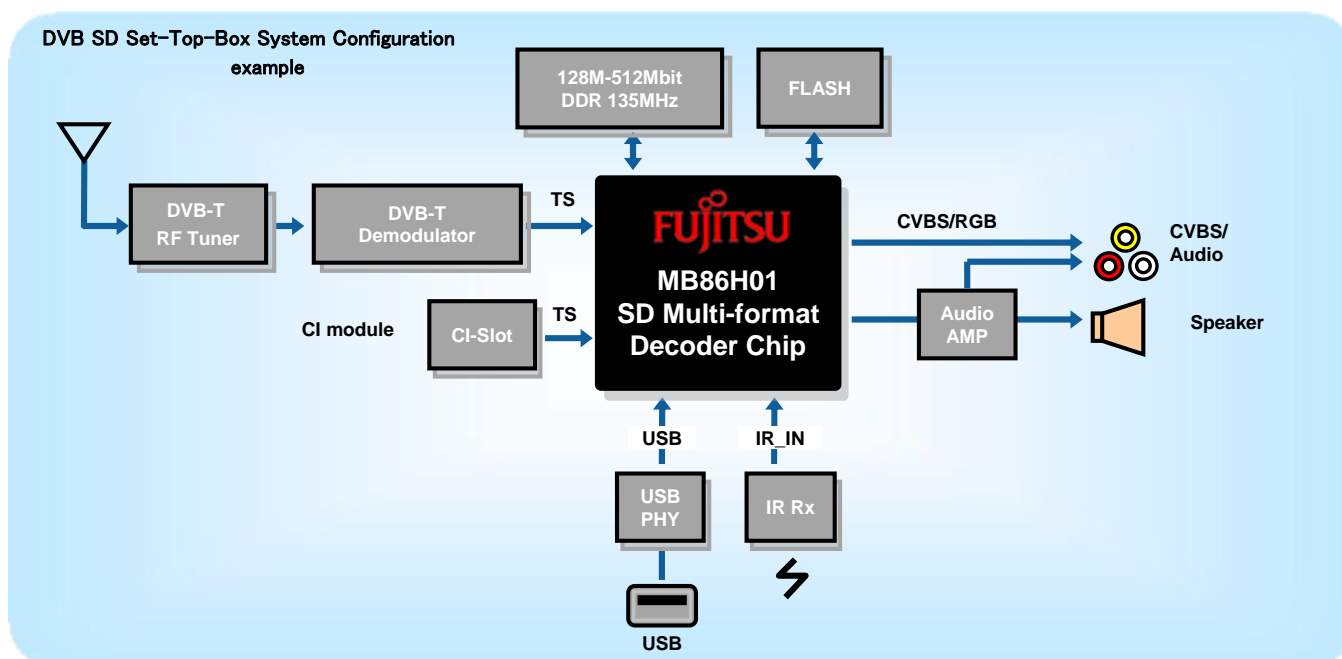 DVB SD Set-Top-Box System Configuration
example
128M-512Mbit
DDR 135MHz
FLASH
DVB-T
RF Tuner
DVB-T
Demodulator
TS
FUJITSU
MB86H01
SD Multi-format
Decoder Chip
CVBS/RGB
CVBS/
Audio
CI module
CI-Slot
TS
Audio
AMP
Speaker
USB
IR_IN
USB
PHY
IR Rx
USB